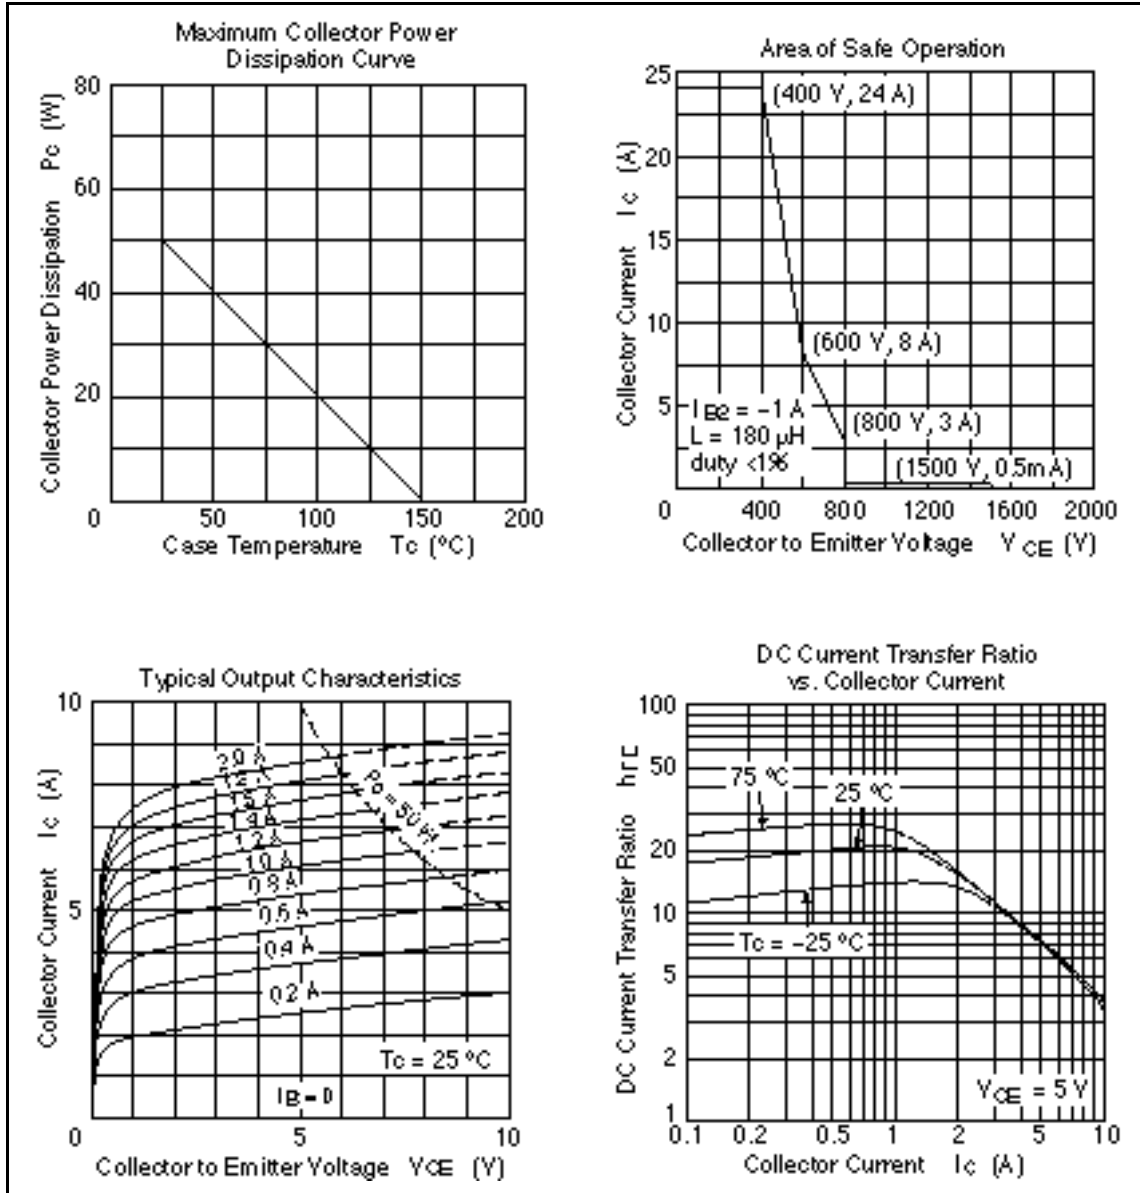 Maximum Collector Power
Dissipation Curve
Collector Power Dissipation Pc (W)
80
60
40
20
0 50 100 150 200
Case Temperature Tc (°C)
Area of Safe Operation
Collector Current Ic (A)
25
20
15
10
5
(400 V, 24 A)
(600 V, 8 A)
(800 V, 3 A)
(1500 V, 0.5mA)
IB2 = −1 A
L = 180 µH
duty <1%
0 400 800 1200 1600 2000
Collector to Emitter Voltage VCE (V)
Typical Output Characteristics
Collector Current Ic (A)
10
5
1.4 A
1.2 A
1.0 A
0.8 A
0.6 A
0.4 A
0.2 A
Pc = 50 W
Tc = 25 °C
IB = 0
0 5 10
Collector to Emitter Voltage VCE (V)
DC Current Transfer Ratio
vs. Collector Current
DC Current Transfer Ratio hFE
100
50
20
10
5
2
1
75 °C
25 °C
Tc = −25 °C
VCE = 5 V
0.1 0.2 0.5 1 2 5 10
Collector Current Ic (A)